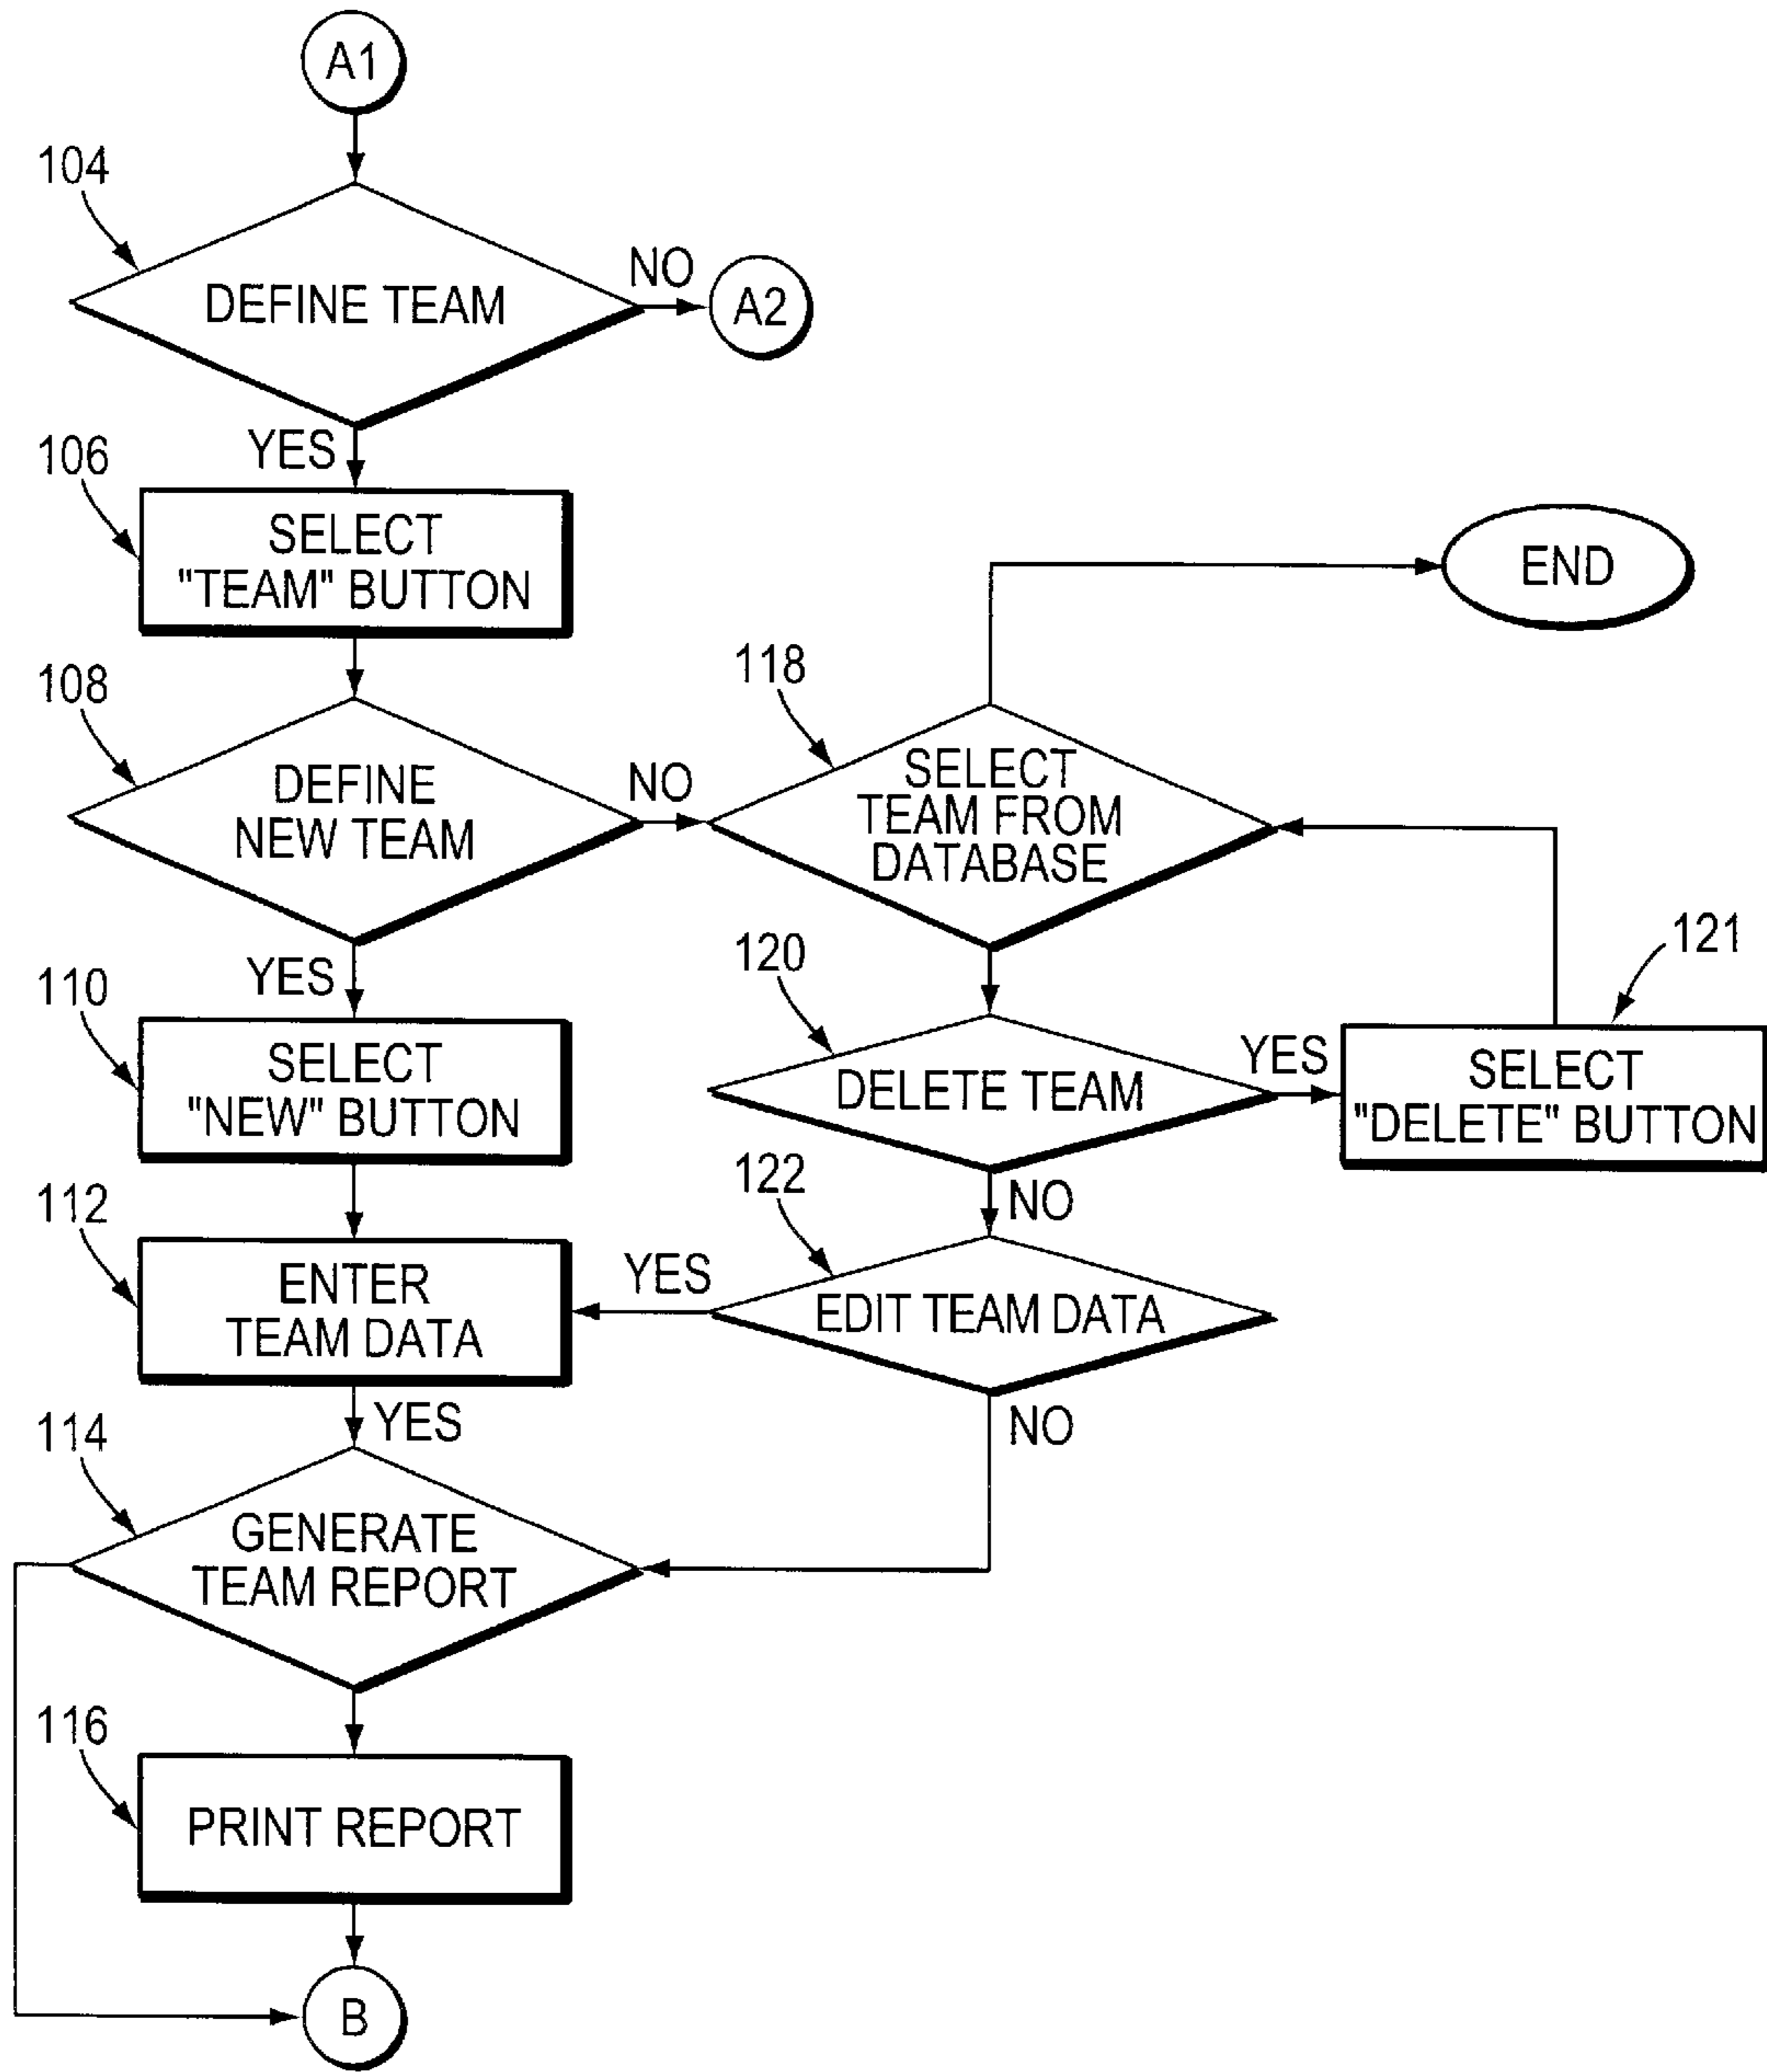 A1
104
DEFINE TEAM
NO
A2
YES
106
SELECT
"TEAM" BUTTON
END
108
DEFINE
NEW TEAM
NO
118
SELECT
TEAM FROM
DATABASE
YES
110
SELECT
"NEW" BUTTON
120
DELETE TEAM
YES
121
SELECT
"DELETE" BUTTON
NO
112
ENTER
TEAM DATA
YES
122
EDIT TEAM DATA
YES
NO
114
GENERATE
TEAM REPORT
116
PRINT REPORT
B